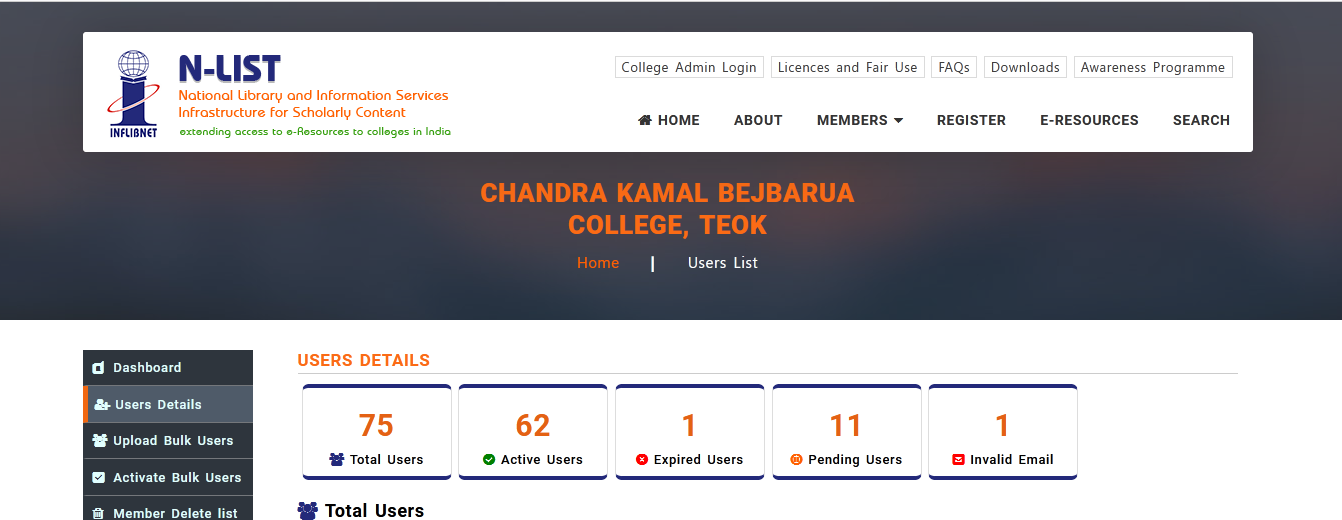 N-LIST
National Library and Information Services
Infrastructure for Scholarly Content
extending access to e-Resources to colleges in India
INFLIBNET
College Admin Login
Licences and Fair Use
FAQs
Downloads
Awareness Programme
HOME
ABOUT
MEMBERS
REGISTER
E-RESOURCES
SEARCH
CHANDRA KAMAL BEJBARUA
COLLEGE, TEOK
Home | Users List
Dashboard
Users Details
Upload Bulk Users
Activate Bulk Users
Member Delete list
USERS DETAILS
75
Total Users
62
Active Users
1
Expired Users
11
Pending Users
1
Invalid Email
Total Users